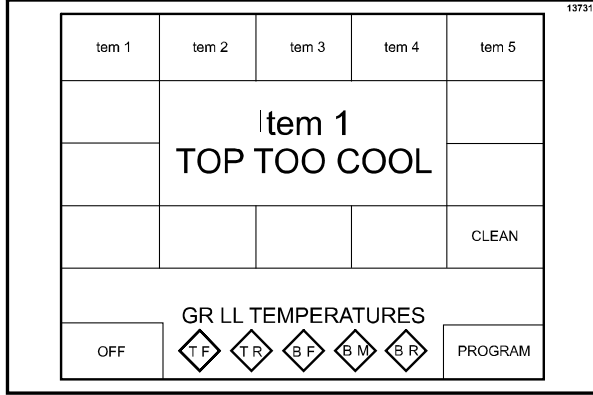 13731
tem 1 tem 2 tem 3 tem 4 tem 5
Item 1
TOP TOO COOL
CLEAN
GR LL TEMPERATURES
OFF T F T R B F B M B R PROGRAM